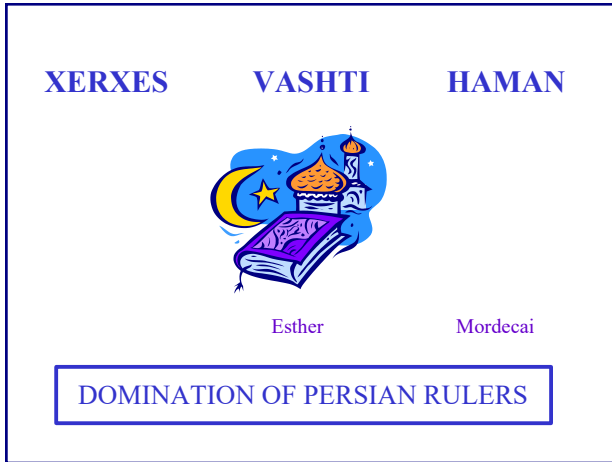 XERXES VASHTI HAMAN
Esther Mordecai
DOMINATION OF PERSIAN RULERS